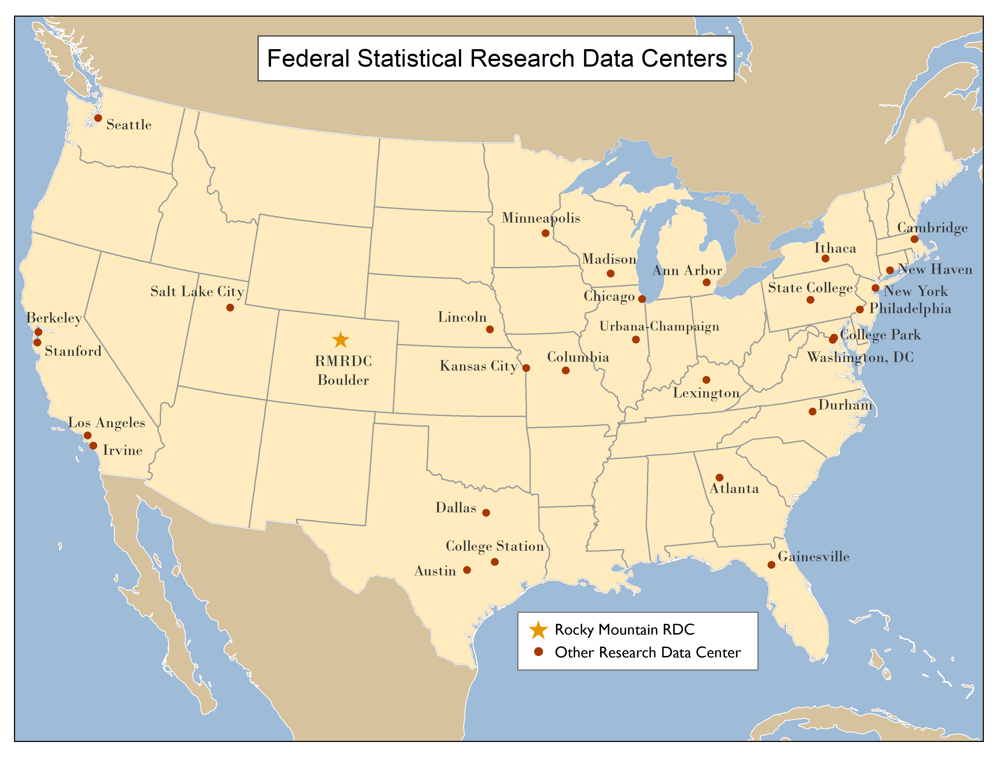 Federal Statistical Research Data Centers
Seattle
Minneapolis
Cambridge
Ithaca
Madison
Ann Arbor
New Haven
State College
New York
Salt Lake City
Chicago
Philadelphia
Berkeley
Lincoln
Urbana-Champaign
College Park
Stanford
Washington, DC
RMRDC
Boulder
Kansas City
Columbia
Lexington
Durham
Los Angeles
Irvine
Atlanta
Dallas
College Station
Gainesville
Austin
Rocky Mountain RDC
Other Research Data Center